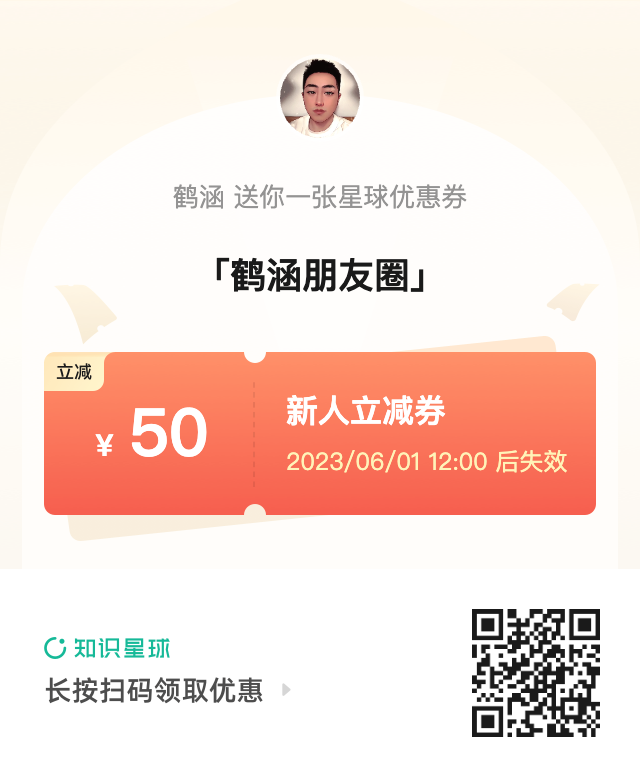 鹤涵 送你一张星球优惠券
「鹤涵朋友圈」
立减
¥ 50
新人立减券
2023/06/01 12:00 后失效
知识星球
长按扫码领取优惠